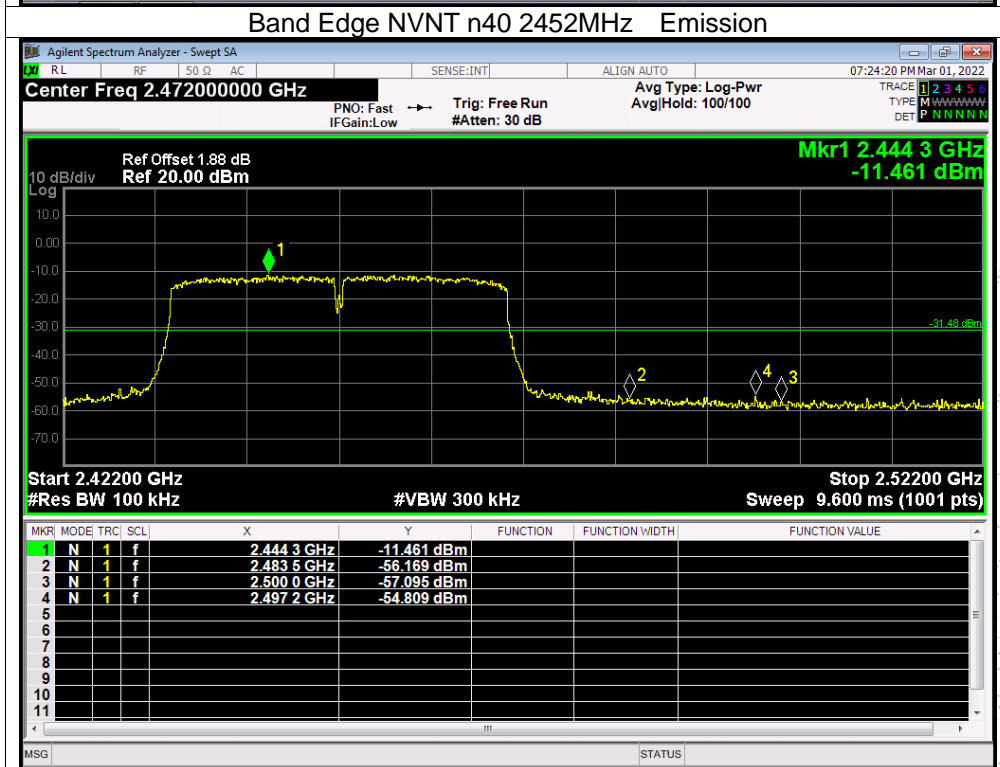 Band Edge NVNT n40 2452MHz Emission
Agilent Spectrum Analyzer - Swept SA
LXI RL RF 50 Ω AC SENSE:INT ALIGN AUTO 07:24:20 PM Mar 01, 2022
Center Freq 2.472000000 GHz
PNO: Fast Trig: Free Run
IFGain:Low #Atten: 30 dB
Avg Type: Log-Pwr
Avg|Hold: 100/100
TRACE 1 2 3 4 5 6
TYPE M WWWWW
DET P N N N N N
Mkr1 2.444 3 GHz
-11.461 dBm
Ref Offset 1.88 dB
10 dB/div Ref 20.00 dBm
Log
10.0
0.00
-10.0
-20.0
-30.0
-40.0
-50.0
-60.0
-70.0
1
-31.48 dBm
2
4
3
Start 2.42200 GHz Stop 2.52200 GHz
#Res BW 100 kHz #VBW 300 kHz Sweep 9.600 ms (1001 pts)
MKR MODE TRC SCL X Y FUNCTION FUNCTION WIDTH FUNCTION VALUE
1 N 1 f 2.444 3 GHz -11.461 dBm
2 N 1 f 2.483 5 GHz -56.169 dBm
3 N 1 f 2.500 0 GHz -57.095 dBm
4 N 1 f 2.497 2 GHz -54.809 dBm
5
6
7
8
9
10
11
MSG STATUS